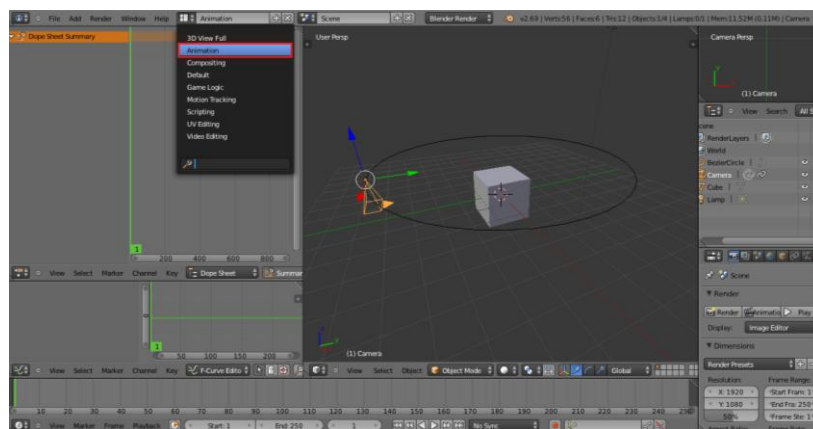 File Add Render Window Help Animation Scene Blender Render v2.69 | Verts:56 | Faces:6 | Tris:12 | Objects:1/4 | Lamps:0/1 | Mem:11.52M (0.11M) | Camera
Dope Sheet Summary
3D View Full
Animation
Compositing
Default
Game Logic
Motion Tracking
Scripting
UV Editing
Video Editing
User Persp
(1) Camera
Camera Persp
(1) Camera
View Search All S
cene
RenderLayers
World
BezierCircle
Camera
Cube
Lamp
1
200 400 600 800
View Select Marker Channel Key Dope Sheet Summar
1
50 100 150 200
View Select Marker Channel Key F-Curve Edito
View Select Object Object Mode Global
Scene
Render
Render Animatio Play
Display: Image Editor
Dimensions
Render Presets
Resolution: Frame Range:
X: 1920 Start Fram: 1
Y: 1080 End Fra: 250
50% Frame Ste: 1
0 10 20 30 40 50 60 70 80 90 100 110 120 130 140 150 160 170 180 190 200 210 220 230 240 250
View Marker Frame Playback Start: 1 End: 250 1 No Sync